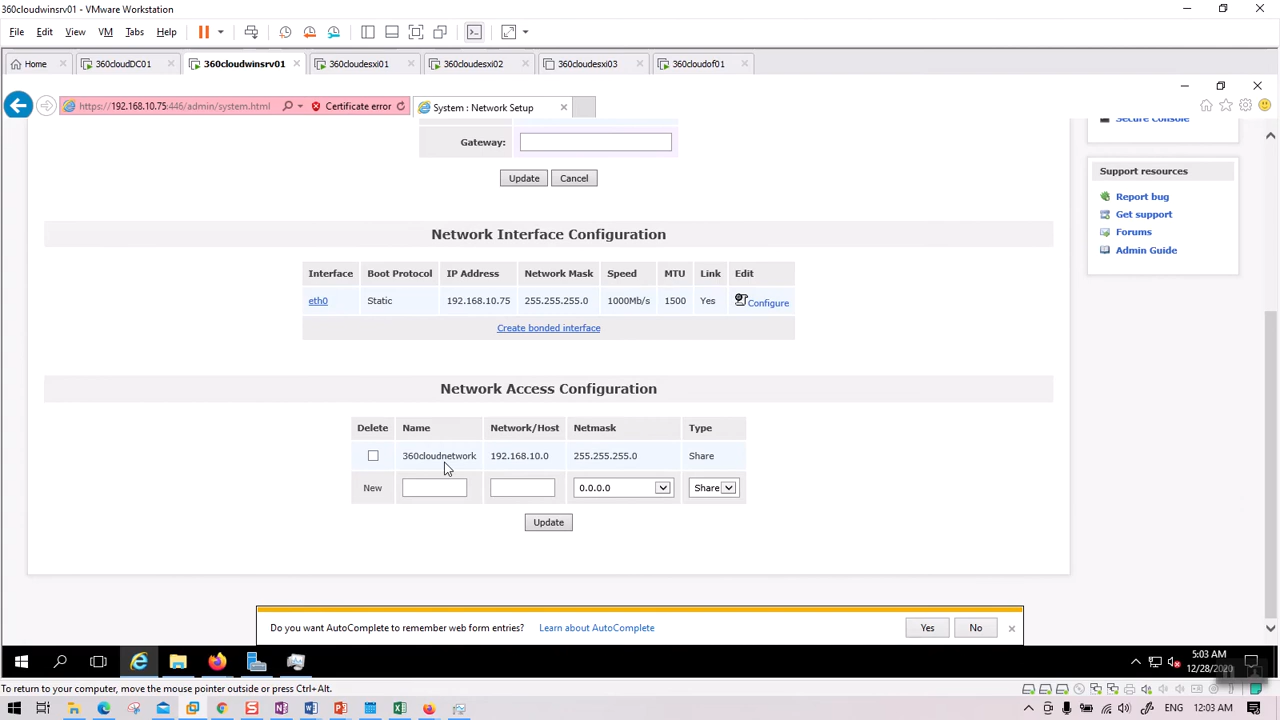 360cloudwinsrv01 - VMware Workstation
File Edit View VM Tabs Help
Home 360cloudDC01 360cloudwinsrv01 360cloudesxi01 360cloudesxi02 360cloudesxi03 360cloudof01
https://192.168.10.75:446/admin/system.html Certificate error System : Network Setup
Secure Console
Gateway:
Update Cancel
Support resources
Report bug
Get support
Forums
Admin Guide
Network Interface Configuration
Interface Boot Protocol IP Address Network Mask Speed MTU Link Edit
eth0 Static 192.168.10.75 255.255.255.0 1000Mb/s 1500 Yes Configure
Create bonded interface
Network Access Configuration
Delete Name Network/Host Netmask Type
360cloudnetwork 192.168.10.0 255.255.255.0 Share
New 0.0.0.0 Share
Update
Do you want AutoComplete to remember web form entries? Learn about AutoComplete Yes No
5:03 AM
12/28/2020
To return to your computer, move the mouse pointer outside or press Ctrl+Alt.
ENG 12:03 AM